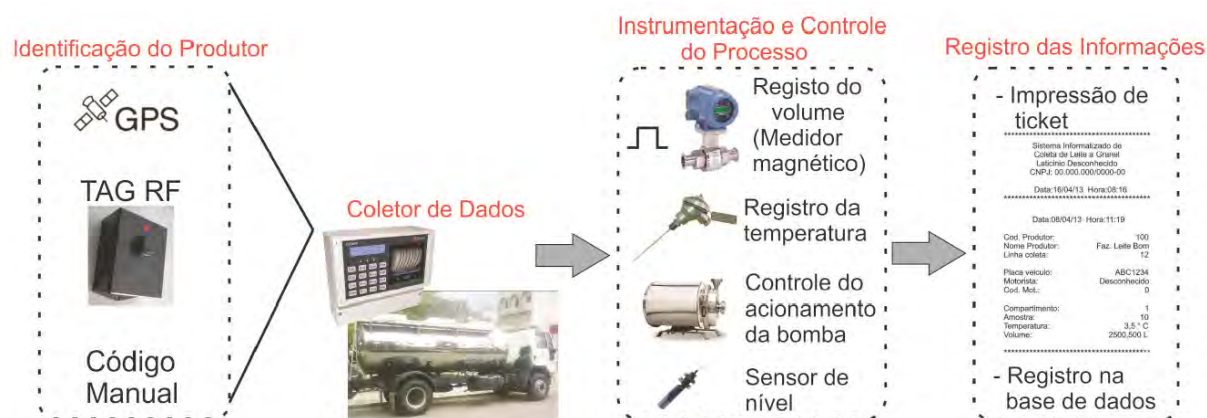 Identificação do Produtor
GPS
TAG RF
Código
Manual
Coletor de Dados
Instrumentação e Controle
do Processo
Registo do
volume
(Medidor
magnético)
Registro da
temperatura
Controle do
acionamento
da bomba
Sensor de
nível
Registro das Informações
- Impressão de
ticket
Sistema Informatizado de
Coleta de Leite a Granel
Laticínio Desconhecido
CNPJ: 00.000.000/0000-00
Data:16/04/13 Hora:08:16
Data:08/04/13 Hora:11:19
Cod. Produtor: 100
Nome Produtor: Faz. Leite Bom
Linha coleta: 12
Placa veiculo: ABC1234
Motorista: Desconhecido
Cod. Mot.: 0
Compartimento: 1
Amostra: 10
Temperatura: 3,5 ° C
Volume: 2500,500 L
- Registro na
base de dados